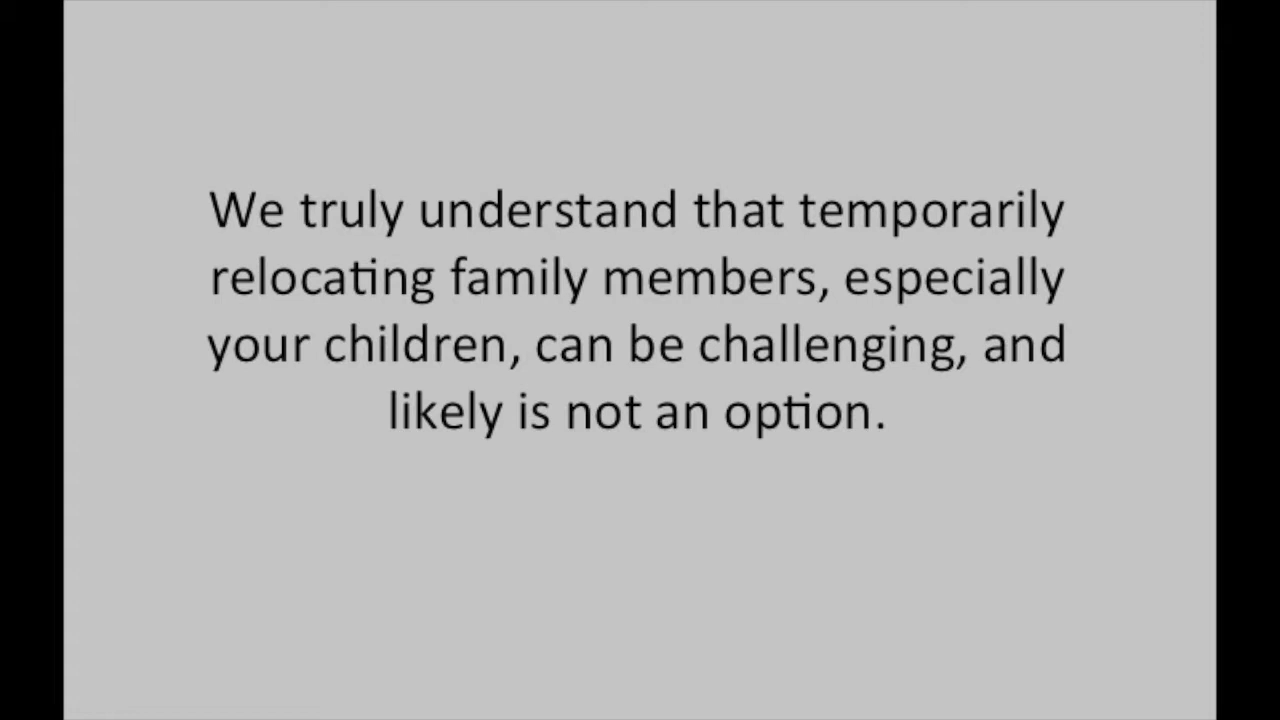 We truly understand that temporarily
relocating family members, especially
your children, can be challenging, and
likely is not an option.